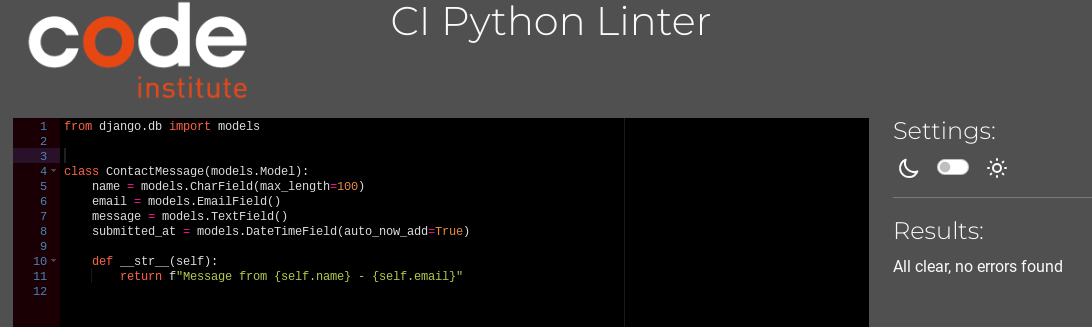 code
institute
CI Python Linter
1 from django.db import models
2
3
4 class ContactMessage(models.Model):
5     name = models.CharField(max_length=100)
6     email = models.EmailField()
7     message = models.TextField()
8     submitted_at = models.DateTimeField(auto_now_add=True)
9
10     def __str__(self):
11         return f"Message from {self.name} - {self.email}"
12
Settings:
Results:
All clear, no errors found